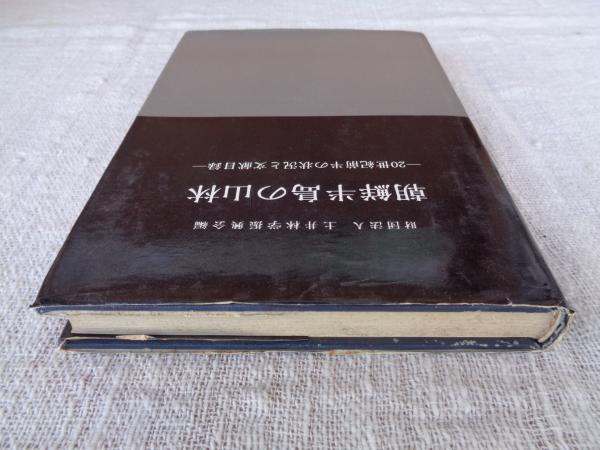 朝鮮半島の山林
―20世紀前半の状況と文献目録―
財団法人 土井林学振興会編